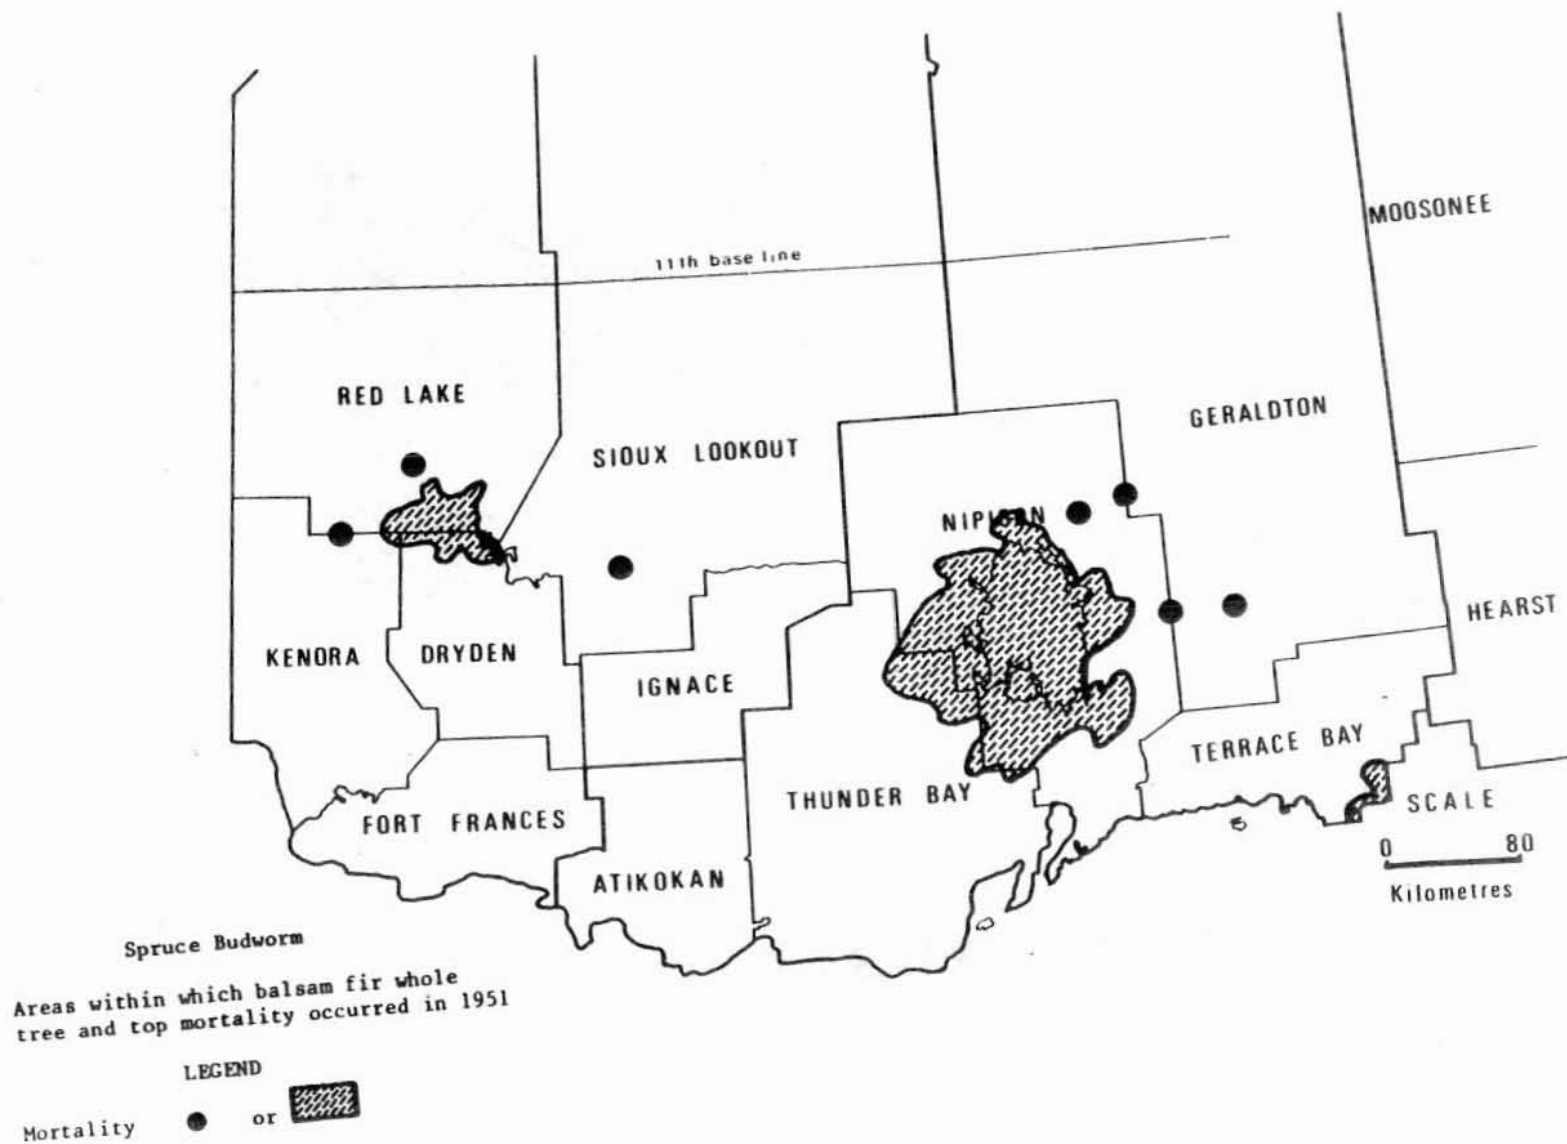 MOOSONEE
11th base line
RED LAKE
GERALDTON
SIOUX LOOKOUT
NIPIGON
HEARST
KENORA
DRYDEN
IGNACE
TERRACE BAY
THUNDER BAY
SCALE
FORT FRANCES
0 80
ATIKOKAN
Kilometres
Spruce Budworm
Areas within which balsam fir whole
tree and top mortality occurred in 1951
LEGEND
Mortality or